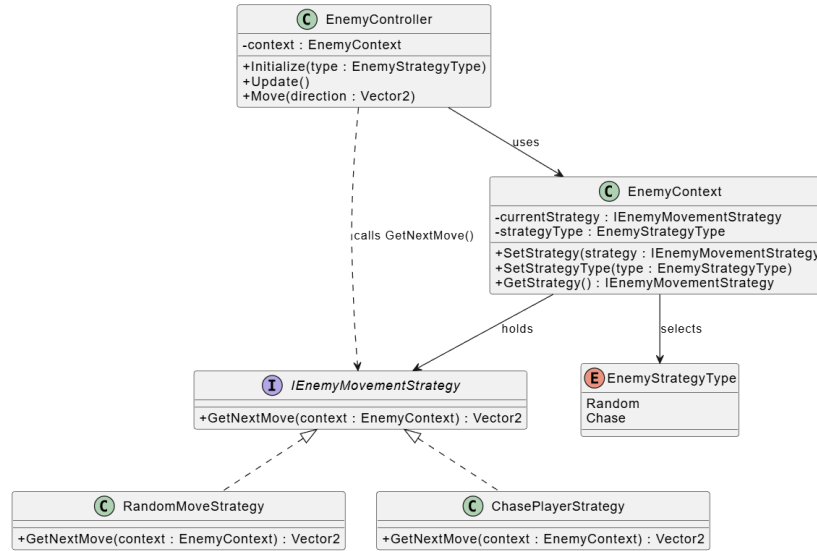 C EnemyController
-context : EnemyContext
+Initialize(type : EnemyStrategyType)
+Update()
+Move(direction : Vector2)
uses
C EnemyContext
-currentStrategy : IEnemyMovementStrategy
-strategyType : EnemyStrategyType
+SetStrategy(strategy : IEnemyMovementStrategy
+SetStrategyType(type : EnemyStrategyType)
+GetStrategy() : IEnemyMovementStrategy
calls GetNextMove()
holds
selects
I IEnemyMovementStrategy
+GetNextMove(context : EnemyContext) : Vector2
E EnemyStrategyType
Random
Chase
C RandomMoveStrategy
+GetNextMove(context : EnemyContext) : Vector2
C ChasePlayerStrategy
+GetNextMove(context : EnemyContext) : Vector2